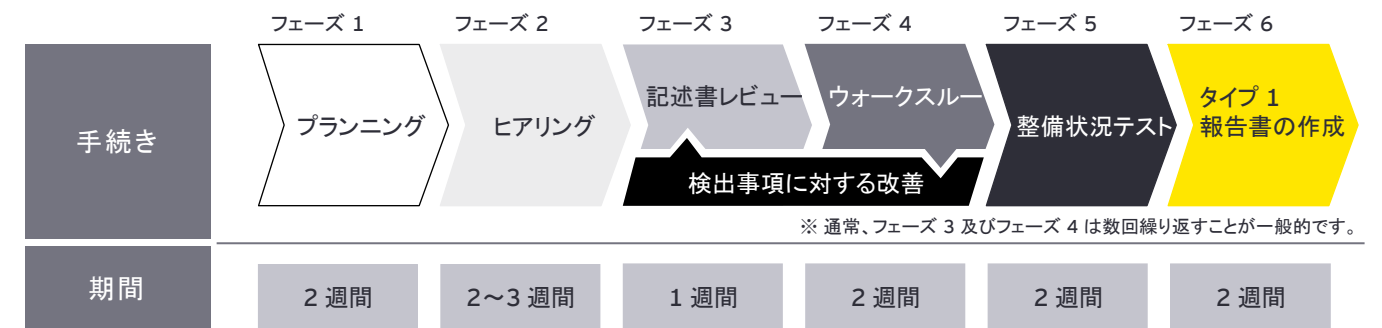 フェーズ 1
フェーズ 2
フェーズ 3
フェーズ 4
フェーズ 5
フェーズ 6
手続き
プランニング
ヒアリング
記述書レビュー
ウォークスルー
整備状況テスト
タイプ 1
報告書の作成
検出事項に対する改善
※ 通常、フェーズ 3 及びフェーズ 4 は数回繰り返すことが一般的です。
期間
2 週間
2～3 週間
1 週間
2 週間
2 週間
2 週間